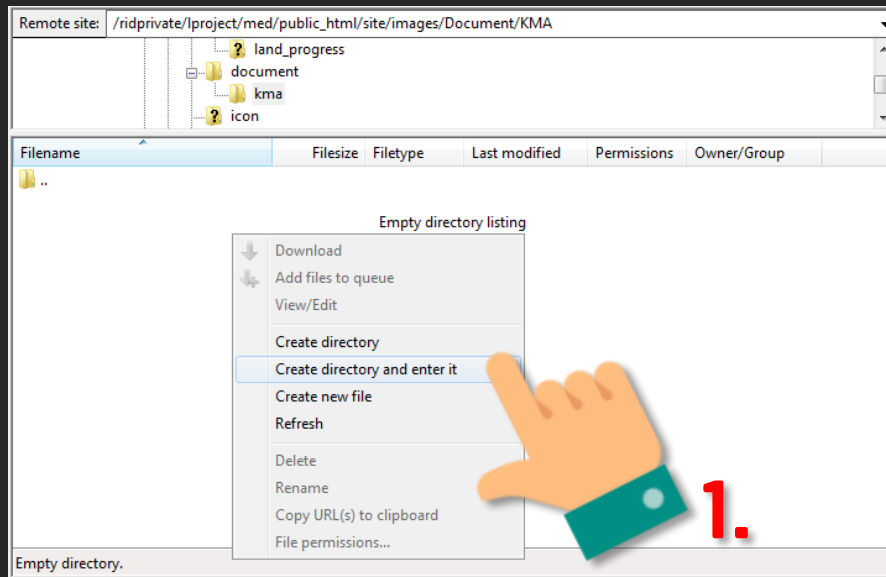 Remote site: /ridprivate/lproject/med/public_html/site/images/Document/KMA
land_progress
document
kma
icon
Filename Filesize Filetype Last modified Permissions Owner/Group
..
Empty directory listing
Download
Add files to queue
View/Edit
Create directory
Create directory and enter it
Create new file
Refresh
Delete
Rename
Copy URL(s) to clipboard
File permissions...
1.
Empty directory.